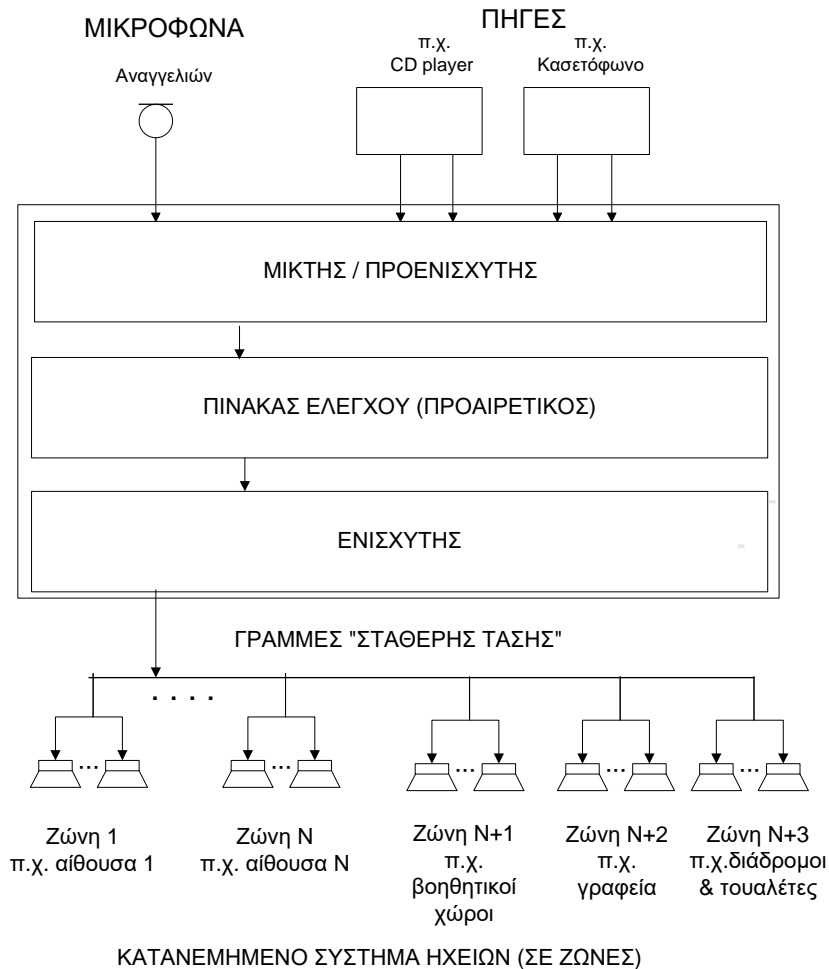 ΜΙΚΡΟΦΩΝΑ
ΠΗΓΕΣ
Αναγγελιών
π.χ.
CD player
π.χ.
Κασετόφωνο
ΜΙΚΤΗΣ / ΠΡΟΕΝΙΣΧΥΤΗΣ
ΠΙΝΑΚΑΣ ΕΛΕΓΧΟΥ (ΠΡΟΑΙΡΕΤΙΚΟΣ)
ΕΝΙΣΧΥΤΗΣ
ΓΡΑΜΜΕΣ "ΣΤΑΘΕΡΗΣ ΤΑΣΗΣ"
. . . .
... ... ... ... ...
Ζώνη 1
π.χ. αίθουσα 1
Ζώνη Ν
π.χ. αίθουσα Ν
Ζώνη Ν+1
π.χ.
βοηθητικοί
χώροι
Ζώνη Ν+2
π.χ.
γραφεία
Ζώνη Ν+3
π.χ.διάδρομοι
& τουαλέτες
ΚΑΤΑΝΕΜΗΜΕΝΟ ΣΥΣΤΗΜΑ ΗΧΕΙΩΝ (ΣΕ ΖΩΝΕΣ)